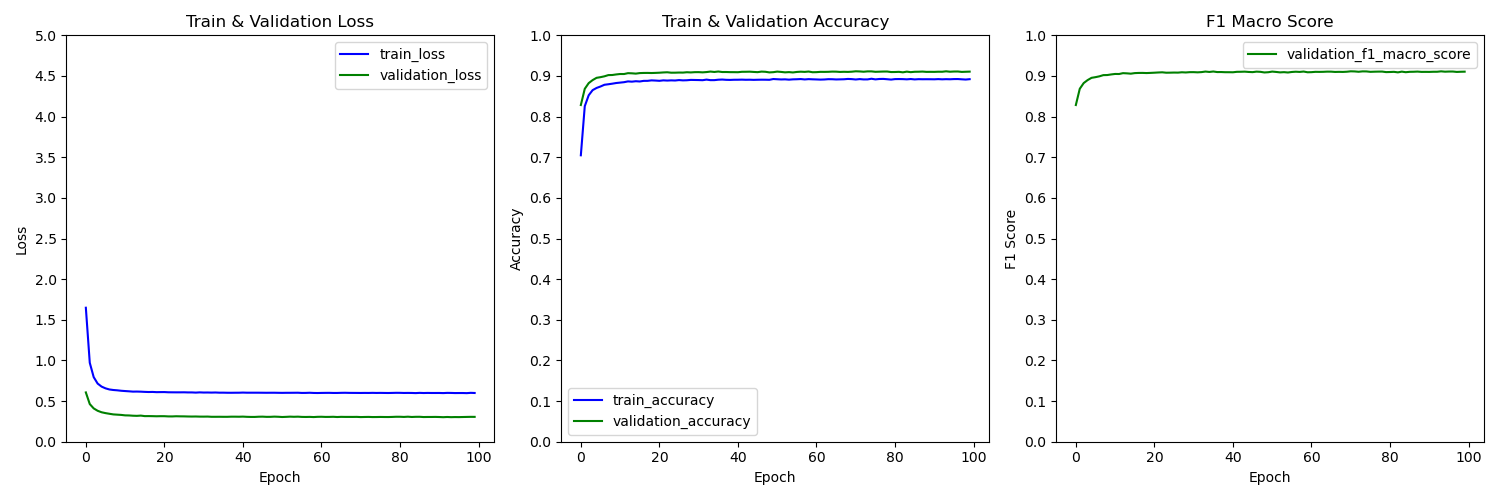 Train & Validation Loss
5.0
4.5
4.0
3.5
3.0
2.5
2.0
1.5
1.0
0.5
0.0
Loss
0 20 40 60 80 100
Epoch
train_loss
validation_loss
Train & Validation Accuracy
1.0
0.9
0.8
0.7
0.6
0.5
0.4
0.3
0.2
0.1
0.0
Accuracy
0 20 40 60 80 100
Epoch
train_accuracy
validation_accuracy
F1 Macro Score
1.0
0.9
0.8
0.7
0.6
0.5
0.4
0.3
0.2
0.1
0.0
F1 Score
0 20 40 60 80 100
Epoch
validation_f1_macro_score